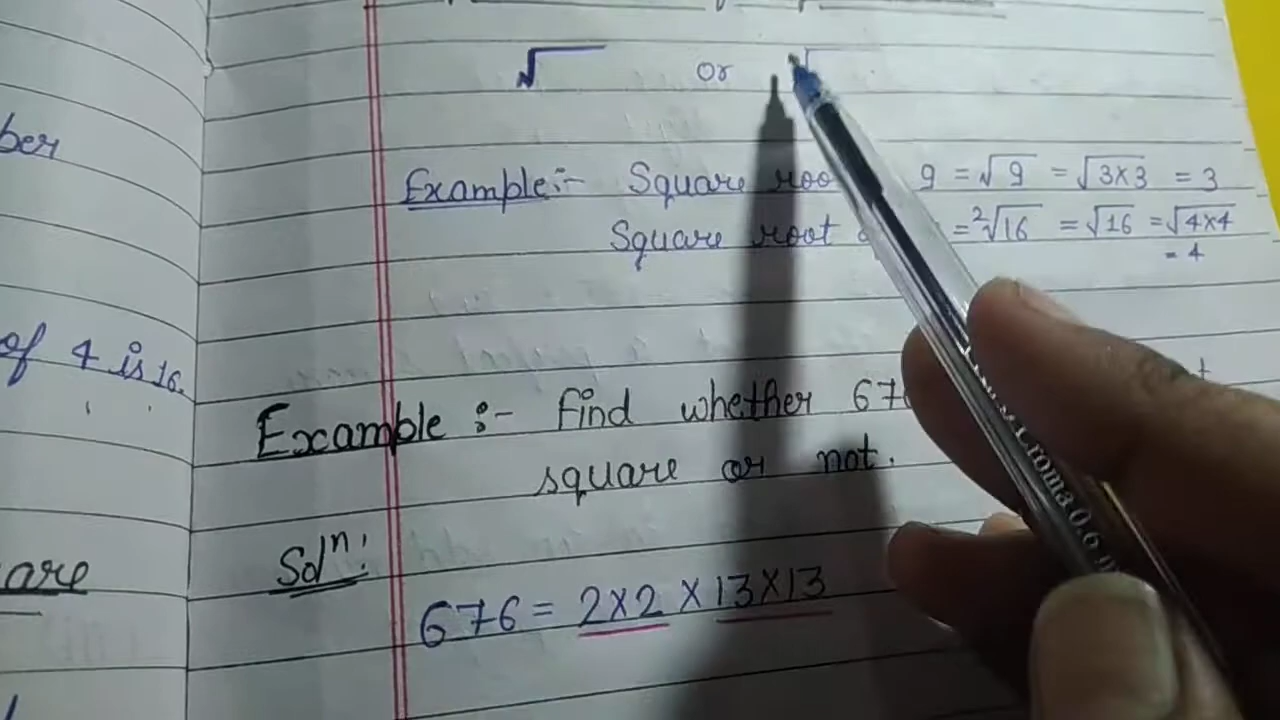 √ or √
Example:- Square roo 9 = √9 = √3×3 = 3
Square root = ²√16 = √16 = √4×4
= 4
ber
of 4 is 16.
Example :- Find whether 67
square or not.
are
Solⁿ:
676 = 2×2 × 13×13